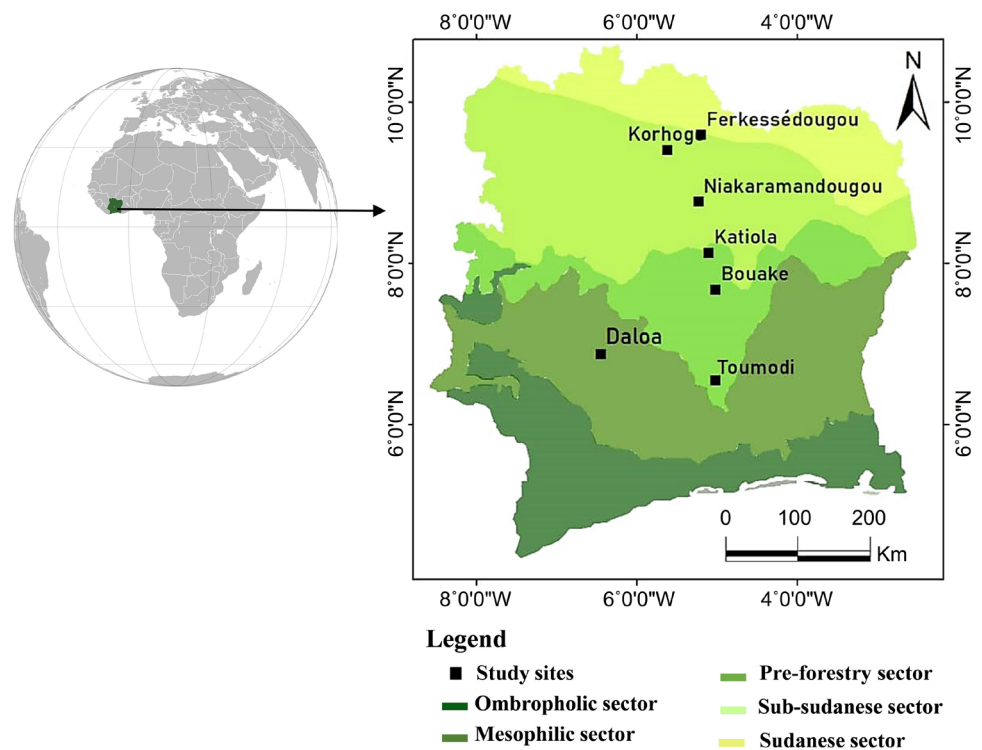 8°0'0"W 6°0'0"W 4°0'0"W
N
10°0'0"N 10°0'0"N
Ferkessédougou
Korhogo
Niakaramandougou
Katiola
8°0'0"N 8°0'0"N
Bouake
Daloa
Toumodi
6°0'0"N 6°0'0"N
0 100 200
Km
8°0'0"W 6°0'0"W 4°0'0"W
Legend
Study sites
Ombropholic sector
Mesophilic sector
Pre-forestry sector
Sub-sudanese sector
Sudanese sector